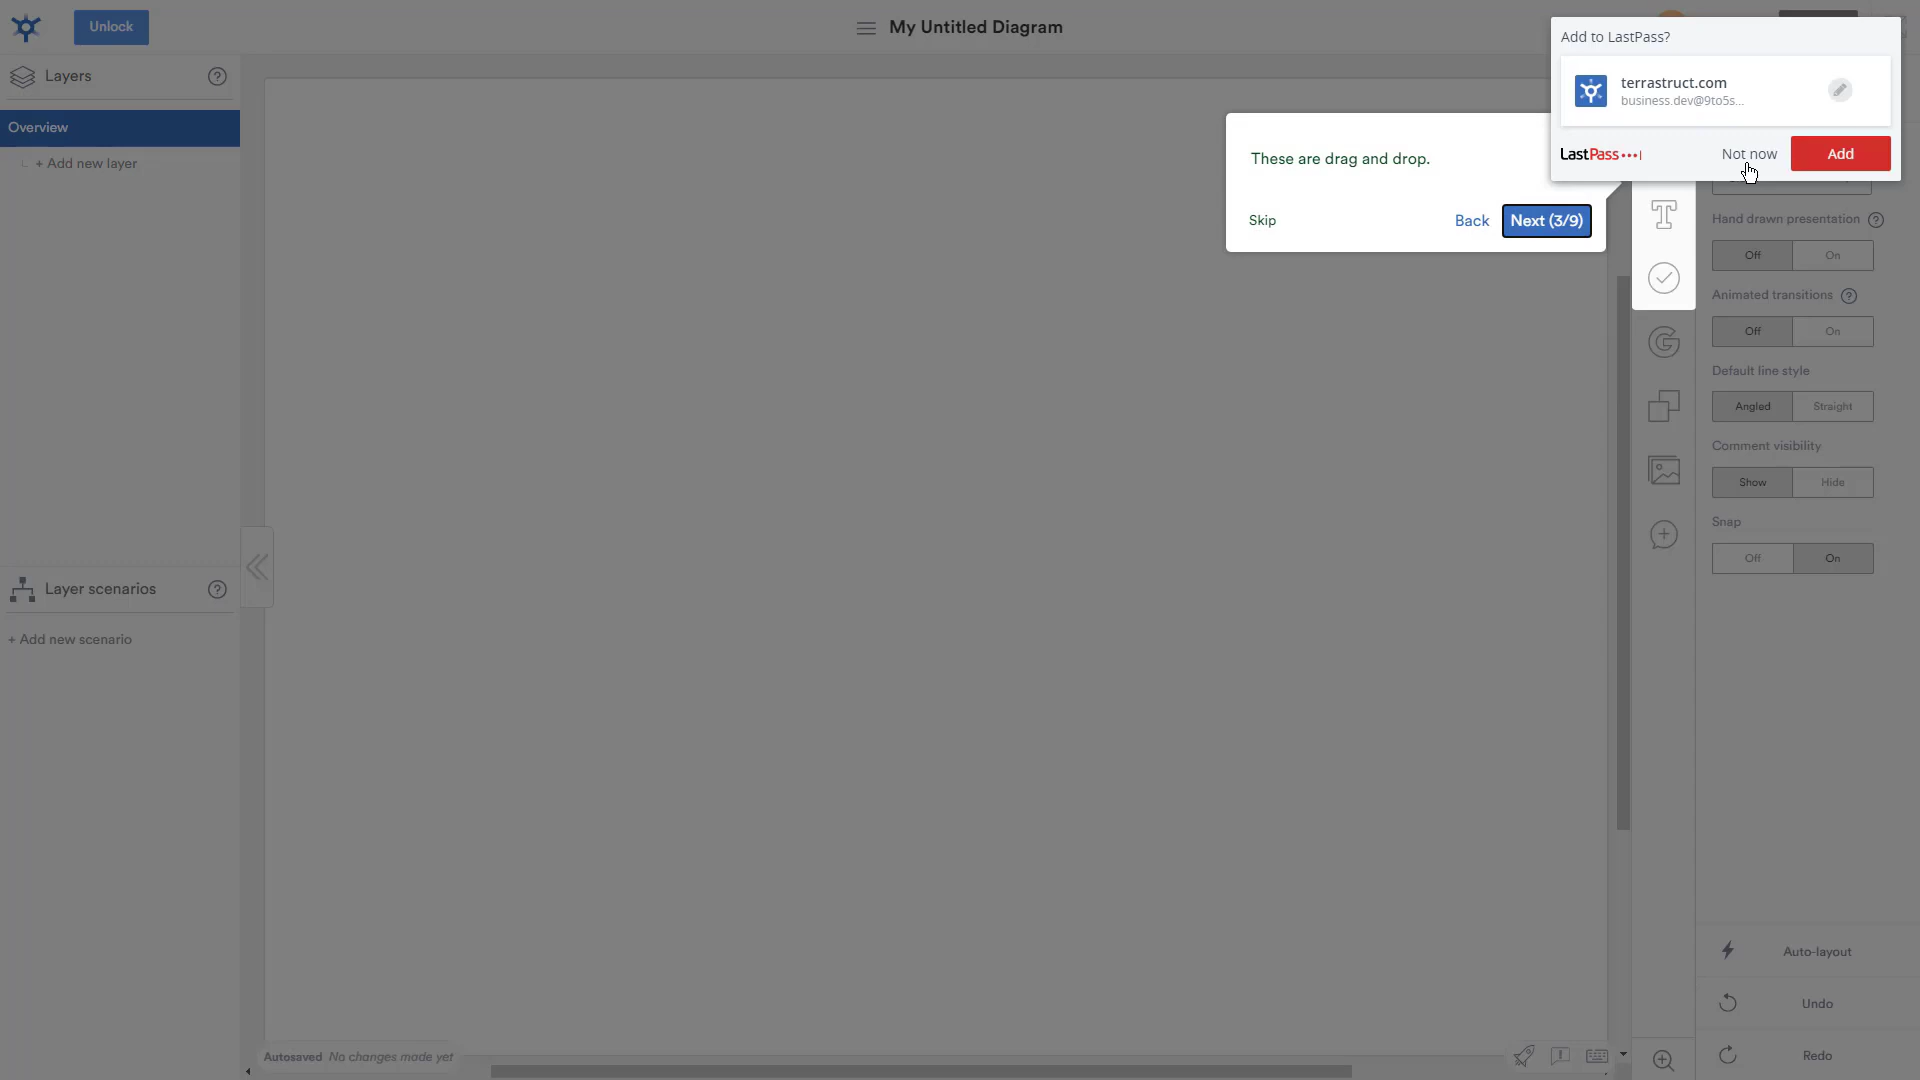 Unlock
My Untitled Diagram
Add to LastPass?
terrastruct.com
business.dev@9to5s...
LastPass
Not now
Add
Layers
Overview
+ Add new layer
These are drag and drop.
Skip
Back
Next (3/9)
Hand drawn presentation
Off
On
Animated transitions
Off
On
Default line style
Angled
Straight
Comment visibility
Show
Hide
Snap
Off
On
Layer scenarios
+ Add new scenario
Auto-layout
Undo
Redo
Autosaved No changes made yet